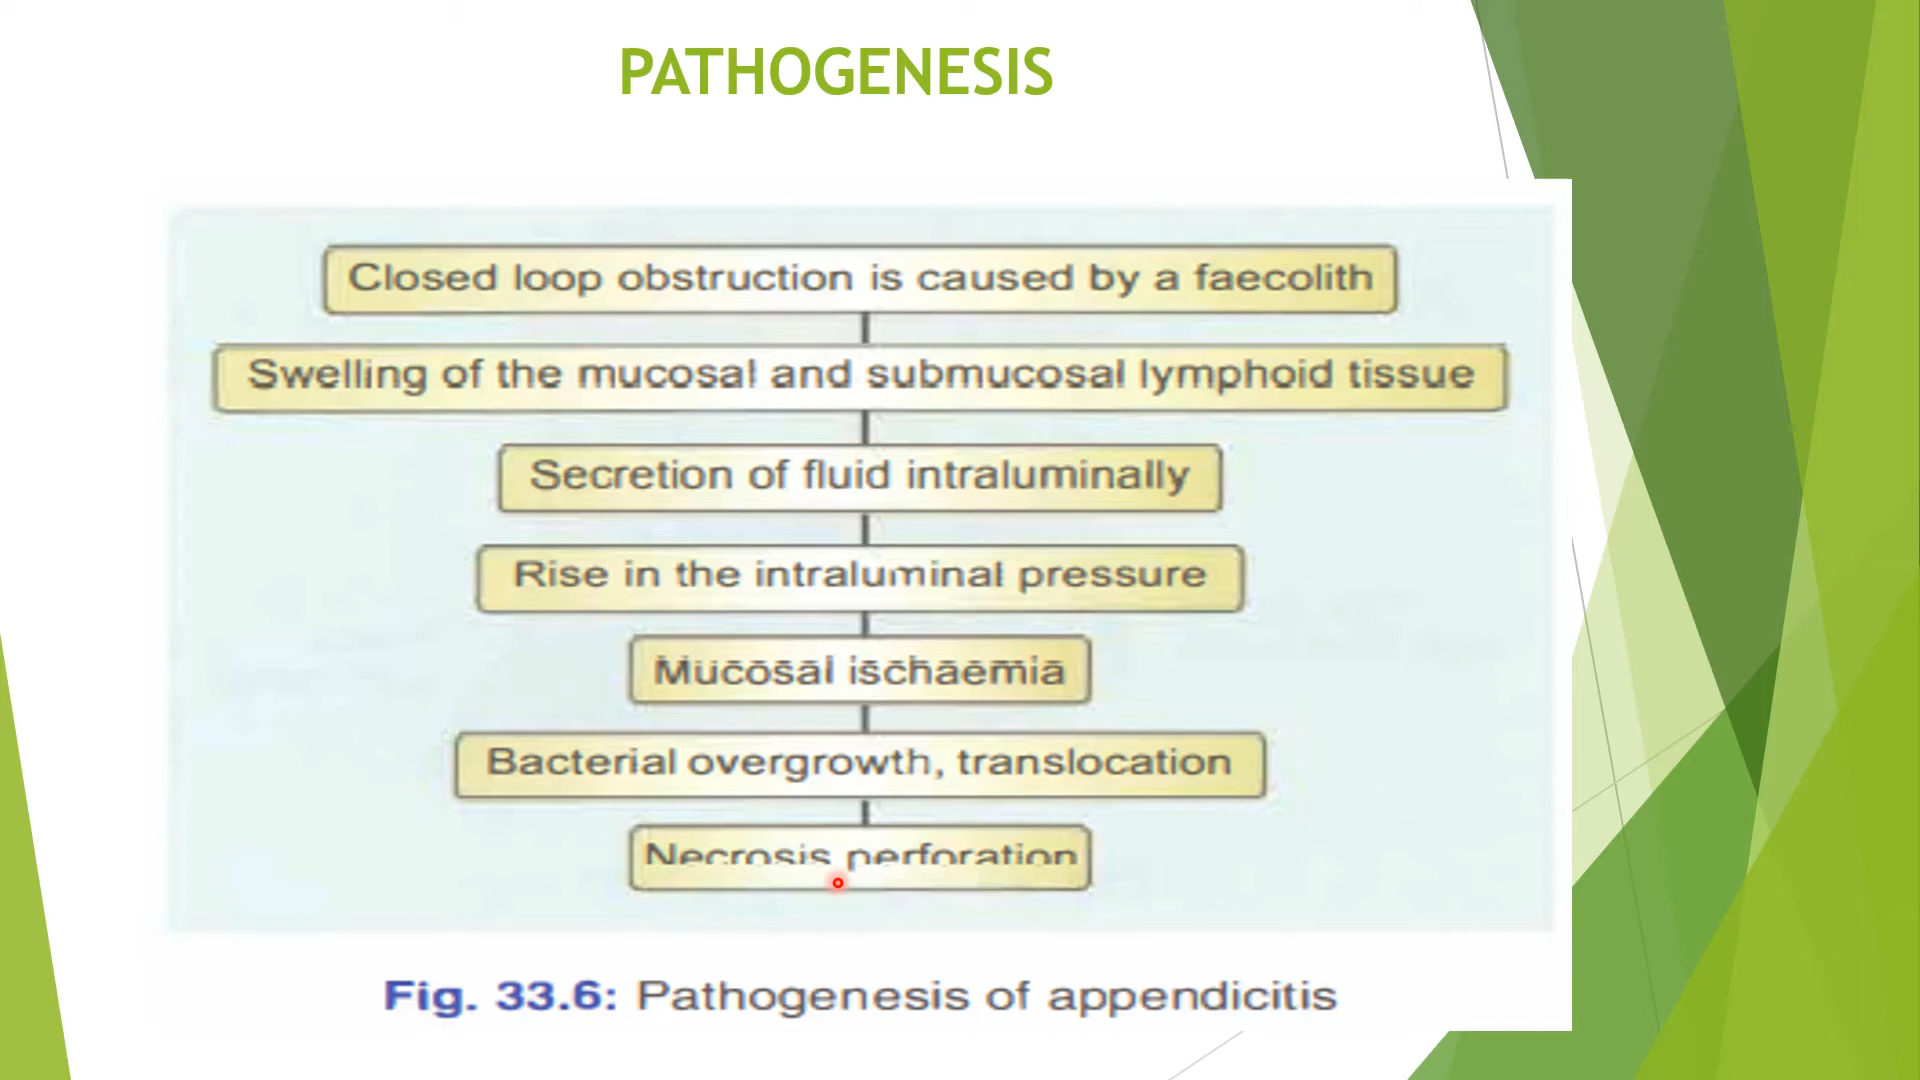 PATHOGENESIS
Closed loop obstruction is caused by a faecolith
Swelling of the mucosal and submucosal lymphoid tissue
Secretion of fluid intraluminally
Rise in the intraluminal pressure
Mucosal ischaemia
Bacterial overgrowth, translocation
Necrosis perforation
Fig. 33.6: Pathogenesis of appendicitis